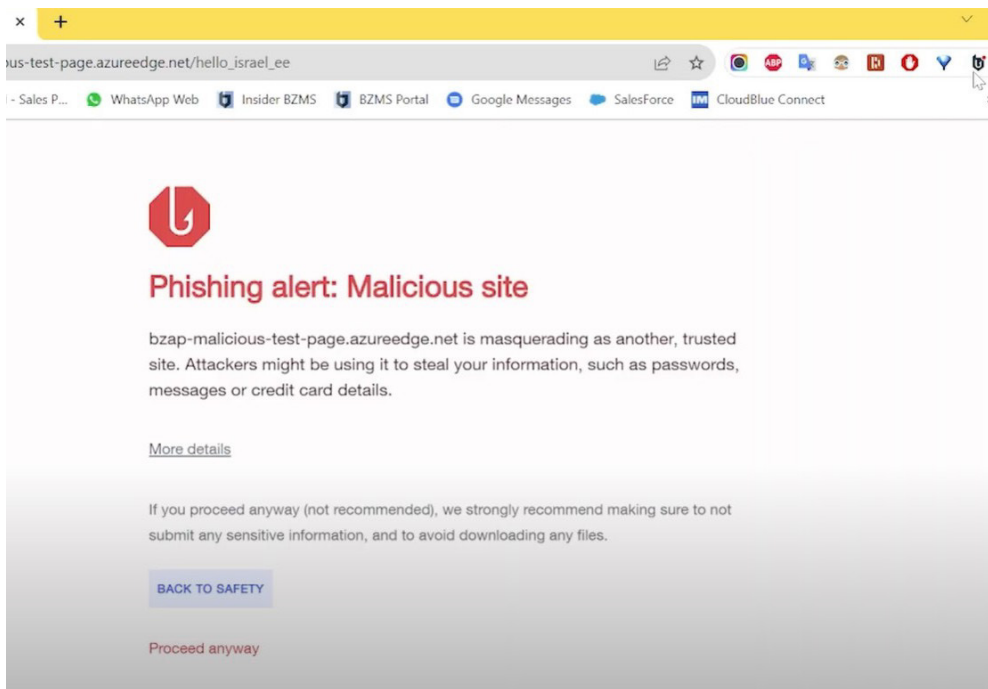 × +
ous-test-page.azureedge.net/hello_israel_ee
ABP
- Sales P... WhatsApp Web Insider BZMS BZMS Portal Google Messages SalesForce IM CloudBlue Connect
Phishing alert: Malicious site
bzap-malicious-test-page.azureedge.net is masquerading as another, trusted
site. Attackers might be using it to steal your information, such as passwords,
messages or credit card details.
More details
If you proceed anyway (not recommended), we strongly recommend making sure to not
submit any sensitive information, and to avoid downloading any files.
BACK TO SAFETY
Proceed anyway